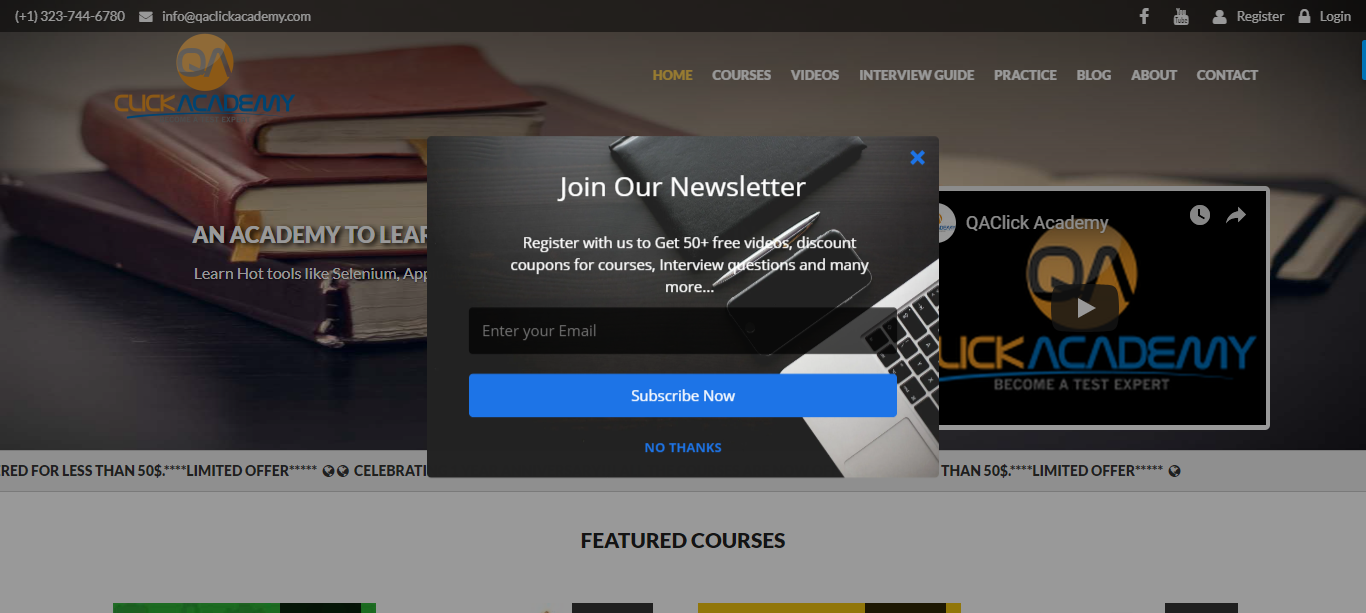 (+1) 323-744-6780 info@qaclickacademy.com
Register Login
QA
CLICKACADEMY
HOME COURSES VIDEOS INTERVIEW GUIDE PRACTICE BLOG ABOUT CONTACT
Join Our Newsletter
Register with us to Get 50+ free videos, discount
coupons for courses, Interview questions and many
more...
Enter your Email
Subscribe Now
NO THANKS
AN ACADEMY TO LEAR
Learn Hot tools like Selenium, App
QAClick Academy
QA
LICKACADEMY
BECOME A TEST EXPERT
RED FOR LESS THAN 50$.****LIMITED OFFER***** CELEBRATI
THAN 50$.****LIMITED OFFER*****
FEATURED COURSES